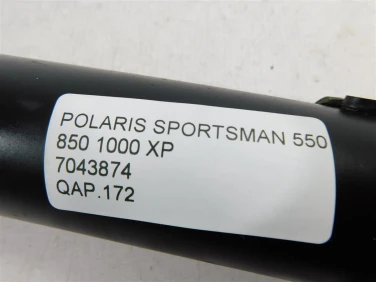 POLARIS SPORTSMAN 550
850 1000 XP
7043874
QAP.172